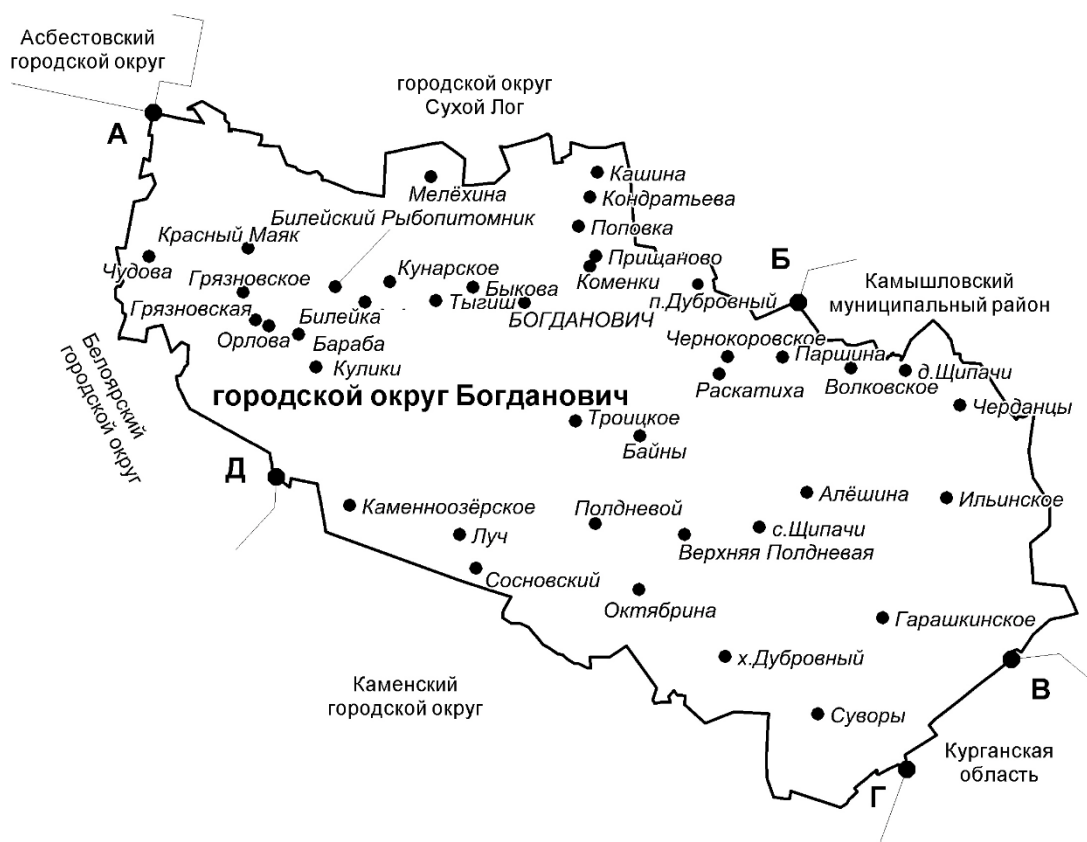 Асбестовский
городской округ
городской округ
Сухой Лог
А
Кашина
Мелёхина
Кондратьева
Билейский Рыбопитомник
Поповка
Красный Маяк
Прищаново
Чудова
Коменки
Б
Грязновское
Кунарское
Быкова
Камышловский
муниципальный район
п.Дубровный
Грязновская
Билейка
Тыгиш
БОГДАНОВИЧ
Орлова
Бараба
Чернокоровское
Паршина
Кулики
Раскатиха
Волковское
д.Щипачи
Белоярский
городской округ
городской округ Богданович
Черданцы
Троицкое
Байны
Д
Алёшина
Ильинское
Каменноозёрское
Полдневой
с.Щипачи
Луч
Верхняя Полдневая
Сосновский
Октябрина
Гарашкинское
х.Дубровный
Каменский
городской округ
В
Суворы
Курганская
область
Г